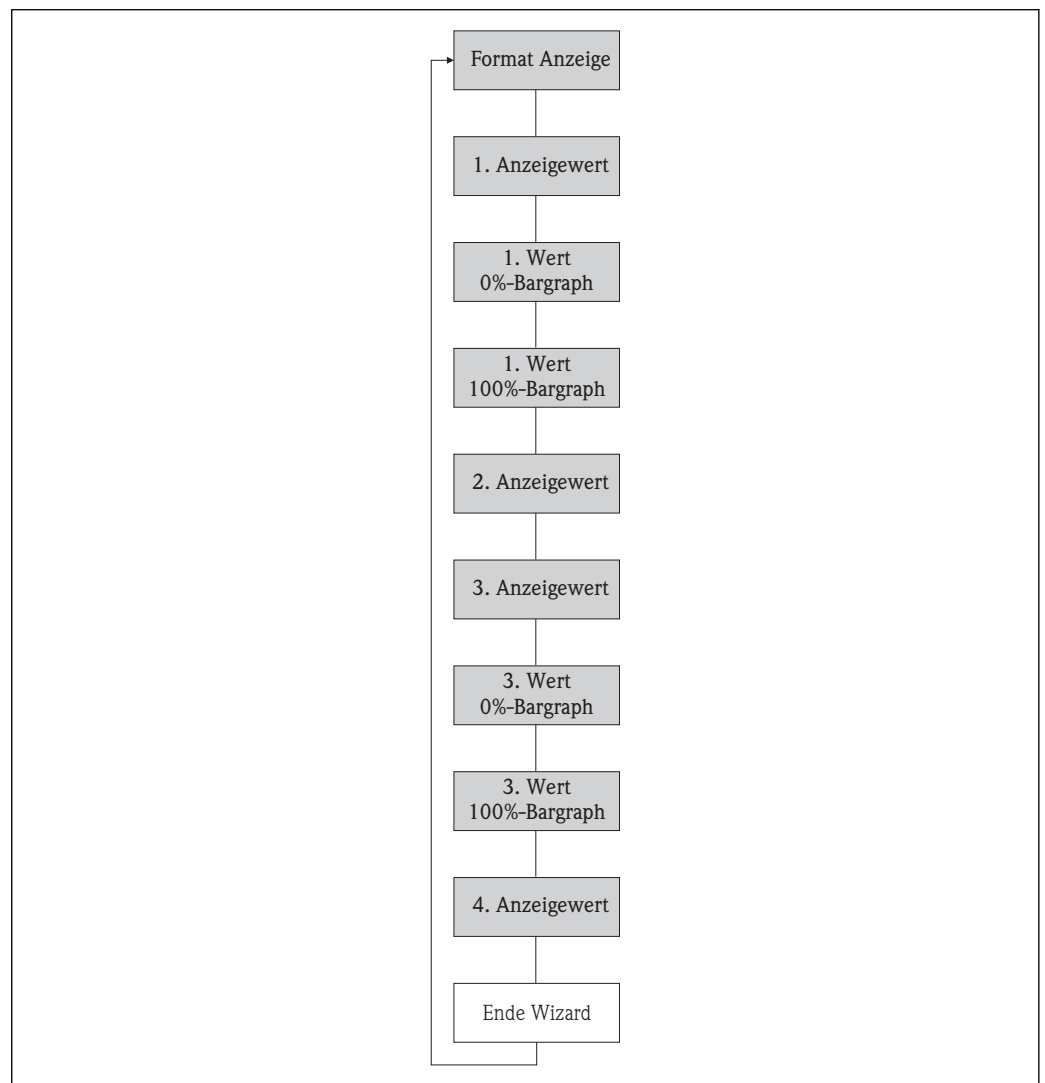 Format Anzeige
1. Anzeigewert
1. Wert
0%-Bargraph
1. Wert
100%-Bargraph
2. Anzeigewert
3. Anzeigewert
3. Wert
0%-Bargraph
3. Wert
100%-Bargraph
4. Anzeigewert
Ende Wizard